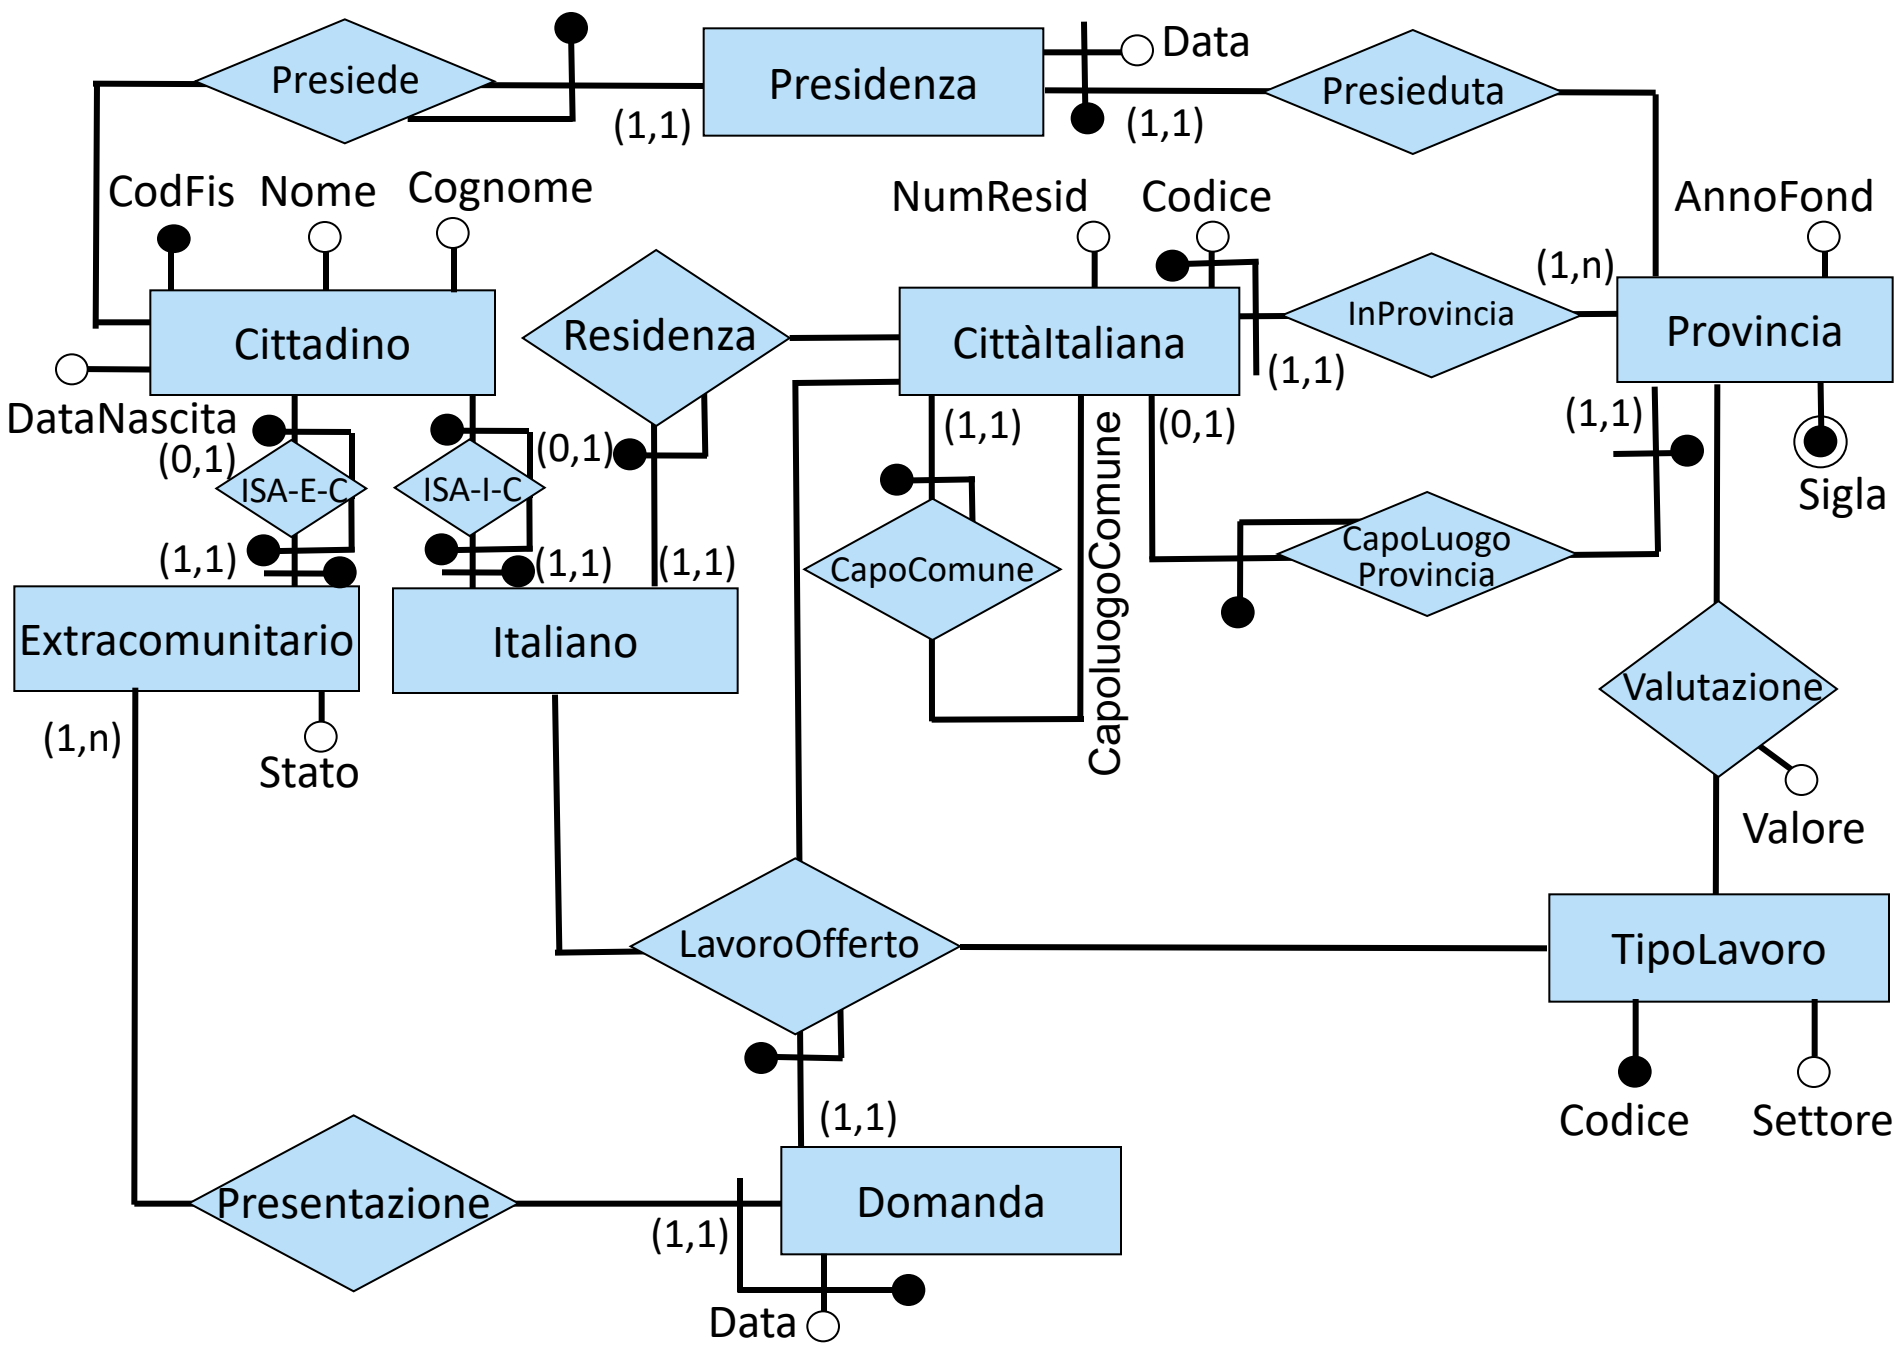 Presiede
Presidenza
Data
Presieduta
(1,1)
(1,1)
CodFis
Nome
Cognome
NumResid
Codice
AnnoFond
(1,n)
Cittadino
Residenza
CittàItaliana
InProvincia
Provincia
(1,1)
DataNascita
(0,1)
(0,1)
(1,1)
(0,1)
(1,1)
ISA-E-C
ISA-I-C
Sigla
CapoluogoComune
CapoLuogo
Provincia
(1,1)
(1,1)
(1,1)
CapoComune
Extracomunitario
Italiano
Valutazione
(1,n)
Stato
Valore
LavoroOfferto
TipoLavoro
(1,1)
Codice
Settore
Presentazione
Domanda
(1,1)
Data